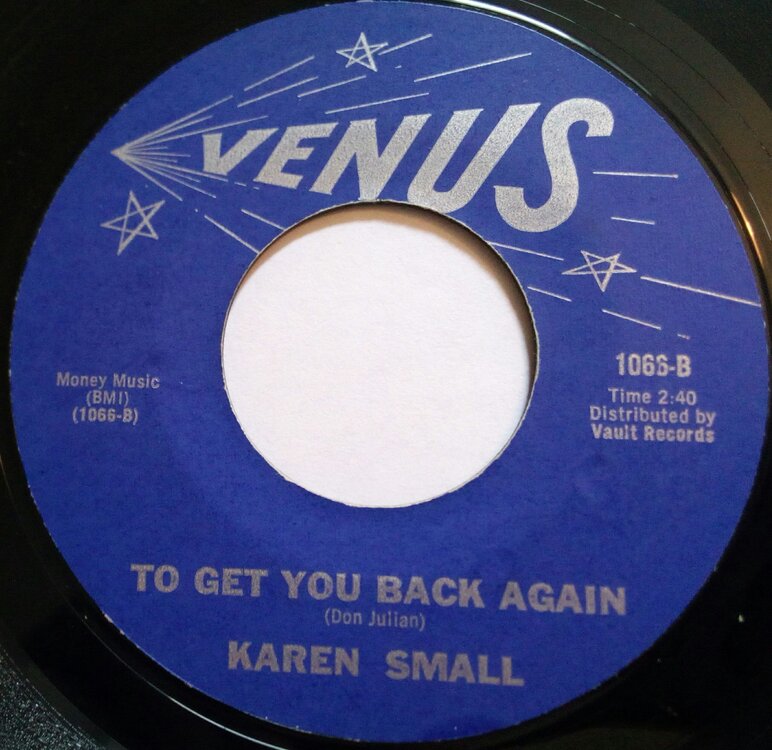 VENUS
Money Music
(BMI)
(1066-B)
1066-B
Time 2:40
Distributed by
Vault Records
TO GET YOU BACK AGAIN
(Don Julian)
KAREN SMALL